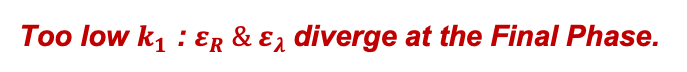 Too low k₁ : ε_R & ε_λ diverge at the Final Phase.